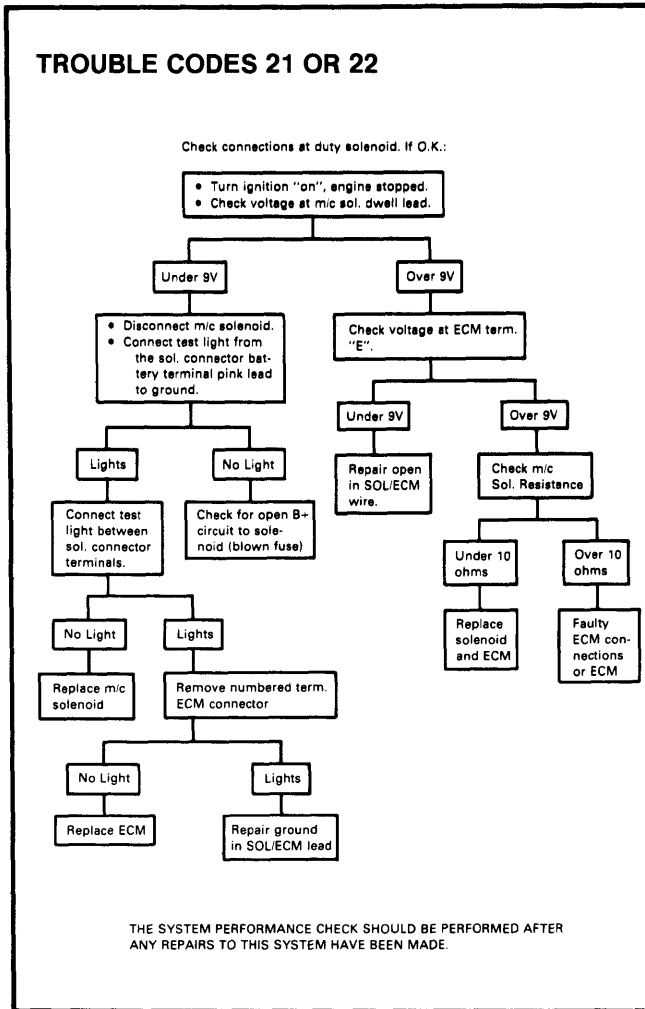 TROUBLE CODES 21 OR 22
Check connections at duty solenoid. If O.K.:
• Turn ignition "on", engine stopped.
• Check voltage at m/c sol. dwell lead.
Under 9V
Over 9V
• Disconnect m/c solenoid.
• Connect test light from
the sol. connector bat-
tery terminal pink lead
to ground.
Check voltage at ECM term.
"E".
Under 9V
Over 9V
Lights
No Light
Repair open
in SOL/ECM
wire.
Check m/c
Sol. Resistance
Connect test
light between
sol. connector
terminals.
Check for open B+
circuit to sole-
noid (blown fuse)
Under 10
ohms
Over 10
ohms
No Light
Lights
Replace
solenoid
and ECM
Faulty
ECM con-
nections
or ECM
Replace m/c
solenoid
Remove numbered term.
ECM connector
No Light
Lights
Replace ECM
Repair ground
in SOL/ECM lead
THE SYSTEM PERFORMANCE CHECK SHOULD BE PERFORMED AFTER
ANY REPAIRS TO THIS SYSTEM HAVE BEEN MADE.